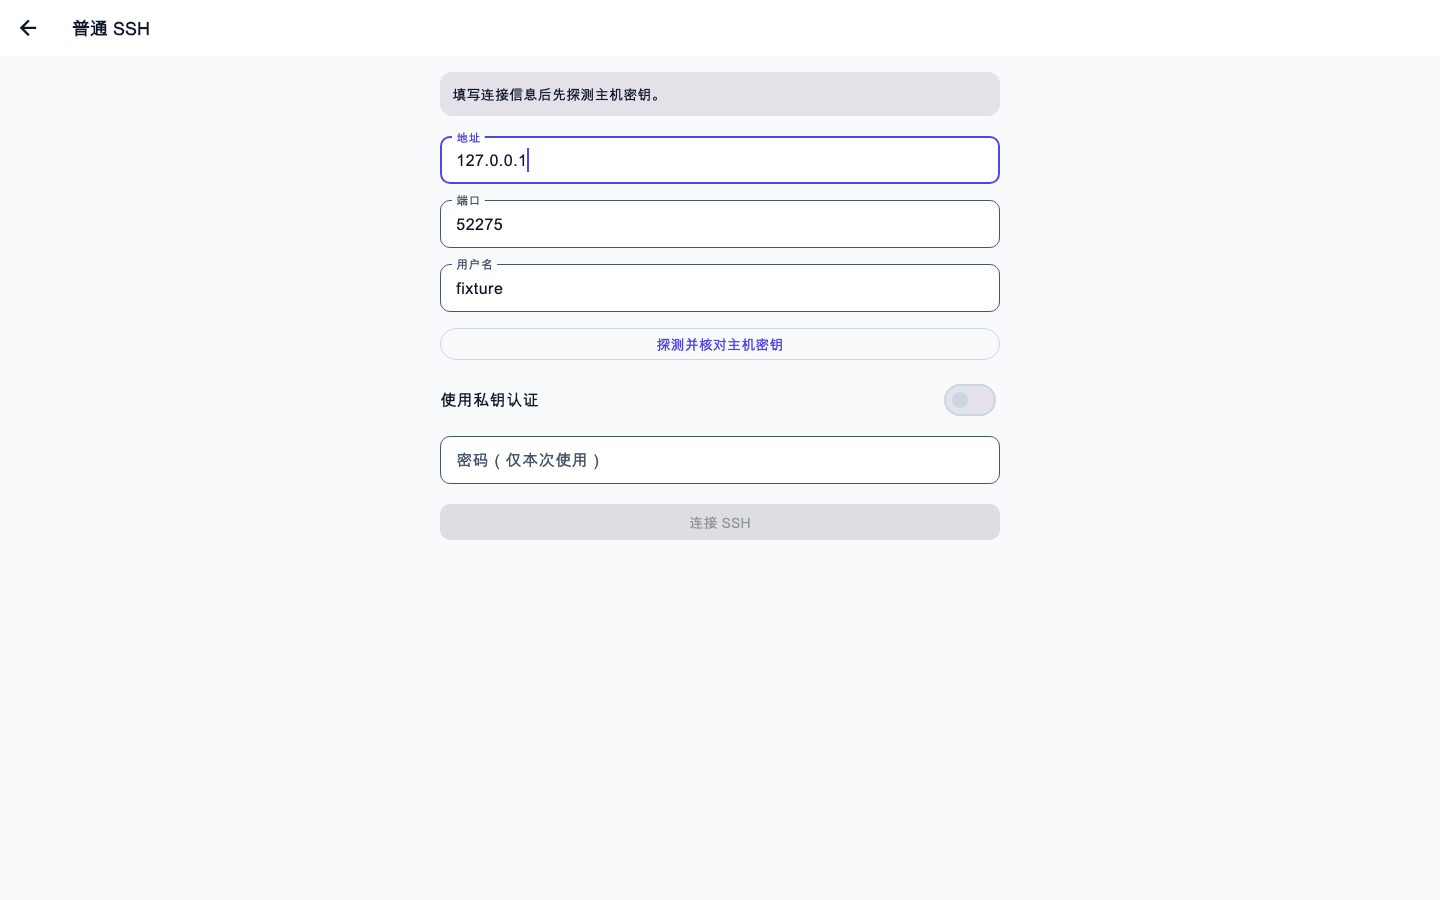 普通 SSH
填写连接信息后先探测主机密钥。
地址
127.0.0.1
端口
52275
用户名
fixture
探测并核对主机密钥
使用私钥认证
密码（仅本次使用）
连接 SSH